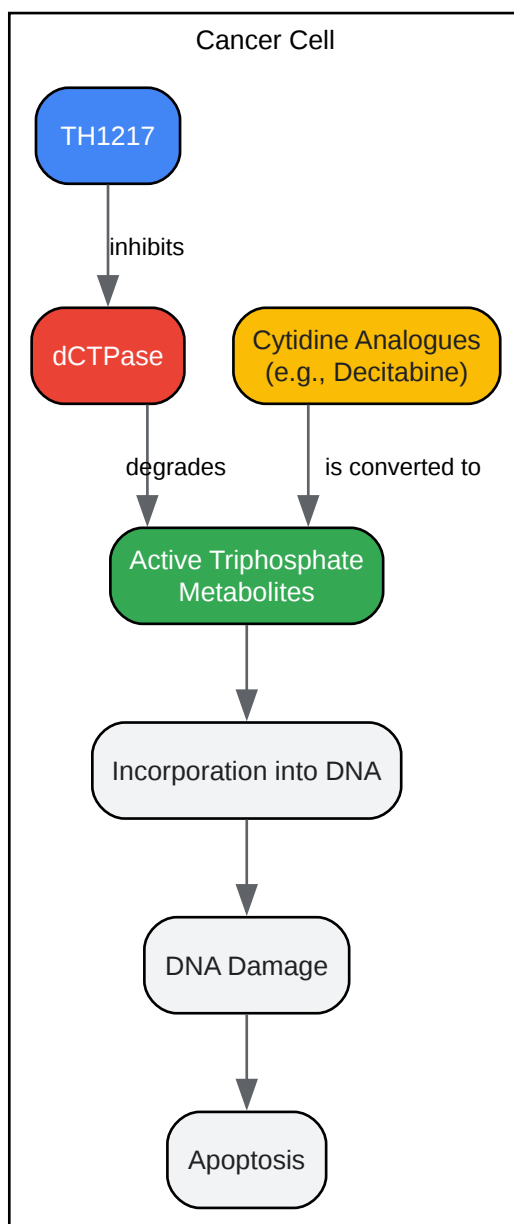 Cancer Cell
TH1217
inhibits
dCTPase
Cytidine Analogues
(e.g., Decitabine)
degrades
is converted to
Active Triphosphate
Metabolites
Incorporation into DNA
DNA Damage
Apoptosis